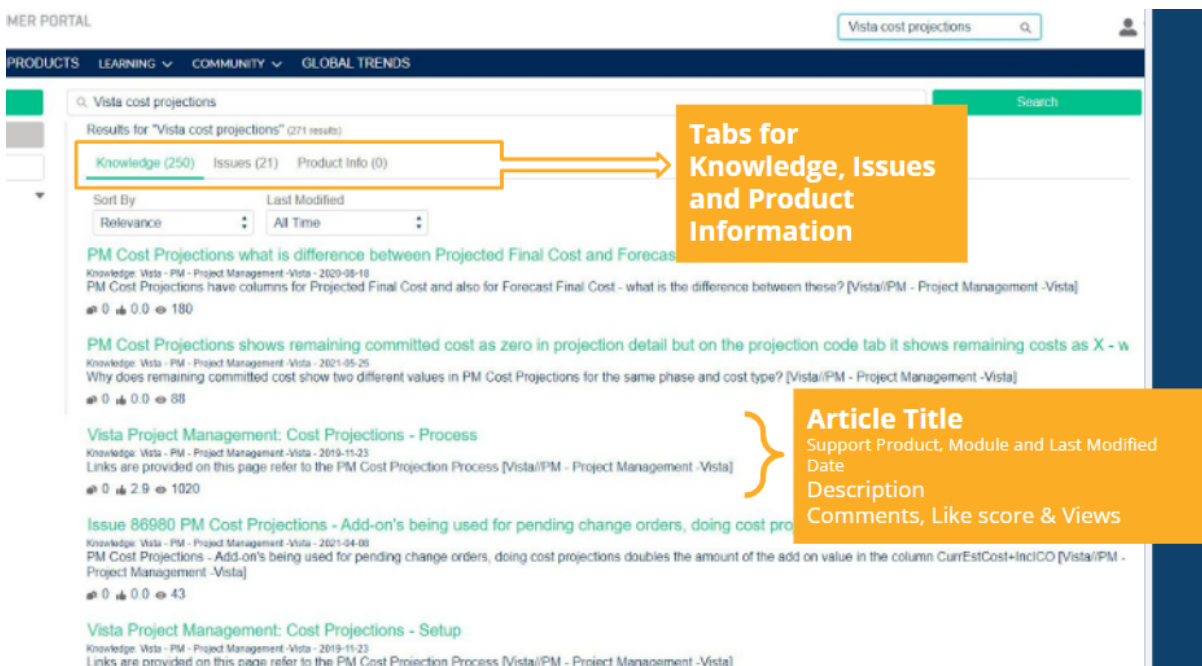 MER PORTAL
Vista cost projections
PRODUCTS LEARNING COMMUNITY GLOBAL TRENDS
Vista cost projections
Search
Results for "Vista cost projections" (271 results)
Knowledge (250) Issues (21) Product Info (0)
Tabs for
Knowledge, Issues
and Product
Information
Sort By Last Modified
Relevance All Time
PM Cost Projections what is difference between Projected Final Cost and Forecas
Knowledge: Vista - PM - Project Management -Vista - 2020-08-18
PM Cost Projections have columns for Projected Final Cost and also for Forecast Final Cost - what is the difference between these? [Vista//PM - Project Management -Vista]
0 0.0 180
PM Cost Projections shows remaining committed cost as zero in projection detail but on the projection code tab it shows remaining costs as X - w
Knowledge: Vista - PM - Project Management -Vista - 2021-05-25
Why does remaining committed cost show two different values in PM Cost Projections for the same phase and cost type? [Vista//PM - Project Management -Vista]
0 0.0 88
Vista Project Management: Cost Projections - Process
Knowledge: Vista - PM - Project Management -Vista - 2019-11-23
Links are provided on this page refer to the PM Cost Projection Process [Vista//PM - Project Management -Vista]
0 2.9 1020
Article Title
Support Product, Module and Last Modified
Date
Description
Comments, Like score & Views
Issue 86980 PM Cost Projections - Add-on's being used for pending change orders, doing cost pro
Knowledge: Vista - PM - Project Management -Vista - 2021-04-08
PM Cost Projections - Add-on's being used for pending change orders, doing cost projections doubles the amount of the add on value in the column CurrEstCost+InclCO [Vista//PM -
Project Management -Vista]
0 0.0 43
Vista Project Management: Cost Projections - Setup
Knowledge: Vista - PM - Project Management -Vista - 2019-11-23
Links are provided on this page refer to the PM Cost Projection Process [Vista//PM - Project Management -Vista]